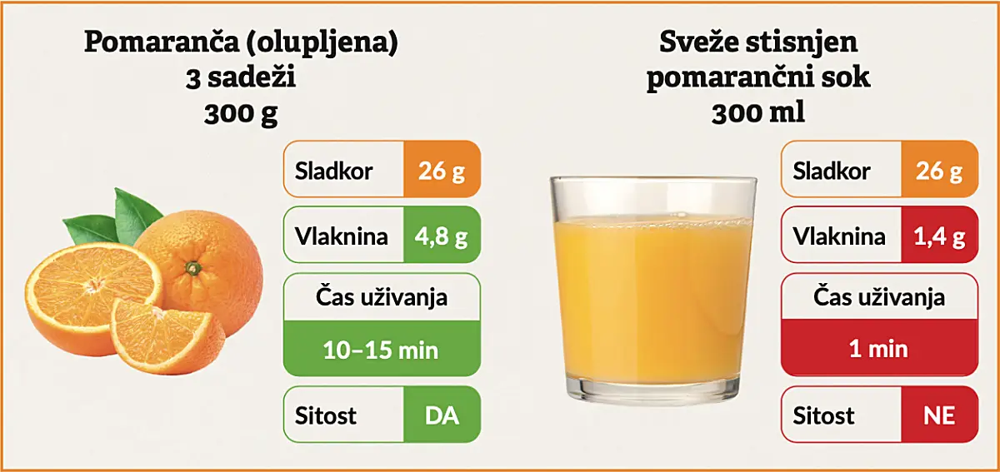 Pomaranča (olupljena)
3 sadeži
300 g
Sladkor 26 g
Vlaknina 4,8 g
Čas uživanja
10–15 min
Sitost DA
Sveže stisnjen
pomarančni sok
300 ml
Sladkor 26 g
Vlaknina 1,4 g
Čas uživanja
1 min
Sitost NE